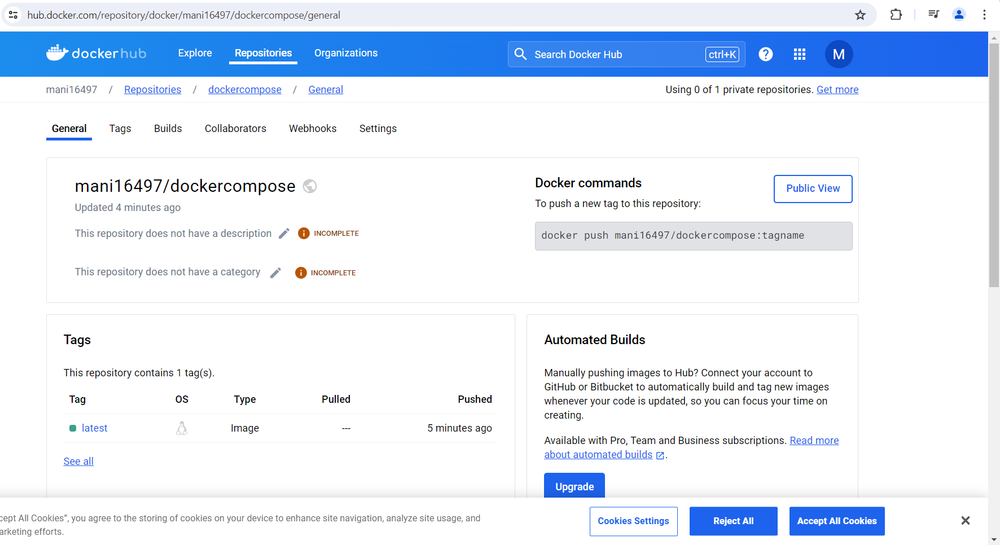 hub.docker.com/repository/docker/mani16497/dockercompose/general
dockerhub Explore Repositories Organizations Search Docker Hub ctrl+K ? M
mani16497 / Repositories / dockercompose / General Using 0 of 1 private repositories. Get more
General Tags Builds Collaborators Webhooks Settings
mani16497/dockercompose
Updated 4 minutes ago
This repository does not have a description i INCOMPLETE
This repository does not have a category i INCOMPLETE
Docker commands
Public View
To push a new tag to this repository:
docker push mani16497/dockercompose:tagname
Tags
This repository contains 1 tag(s).
Tag OS Type Pulled Pushed
latest Image --- 5 minutes ago
See all
Automated Builds
Manually pushing images to Hub? Connect your account to
GitHub or Bitbucket to automatically build and tag new images
whenever your code is updated, so you can focus your time on
creating.
Available with Pro, Team and Business subscriptions. Read more
about automated builds .
Upgrade
cept All Cookies”, you agree to the storing of cookies on your device to enhance site navigation, analyze site usage, and
arketing efforts.
Cookies Settings Reject All Accept All Cookies